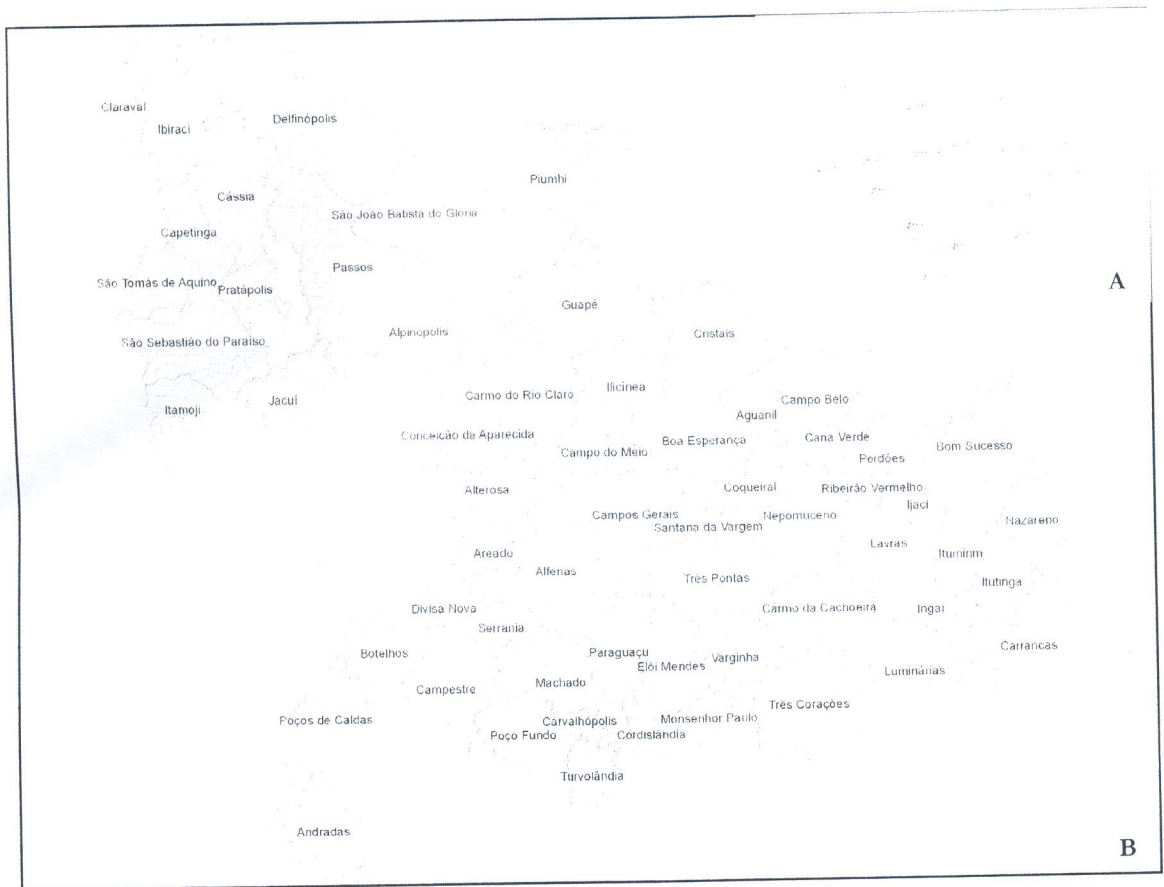 Claraval
Ibiraci
Delfinópolis
Piumhi
Cássia
São João Batista do Glória
Capetinga
Passos
São Tomás de Aquino
Pratápolis
A
Guapé
Alpinopolis
Cristais
São Sebastião do Paraíso
Ilicínea
Carmo do Rio Claro
Jacuí
Campo Belo
Itamoji
Aguanil
Conceição da Aparecida
Boa Esperança
Cana Verde
Bom Sucesso
Campo do Meio
Perdões
Alterosa
Coqueiral
Ribeirão Vermelho
Ijaci
Campos Gerais
Nepomuceno
Nazareno
Santana da Vargem
Lavras
Itumirim
Areado
Alfenas
Três Pontas
Itutinga
Divisa Nova
Carmo da Cachoeira
Ingaí
Serrania
Botelhos
Paraguaçu
Varginha
Carrancas
Elói Mendes
Luminárias
Machado
Campestre
Três Corações
Poços de Caldas
Carvalhópolis
Monsenhor Paulo
Poço Fundo
Cordislândia
Turvolândia
Andradas
B